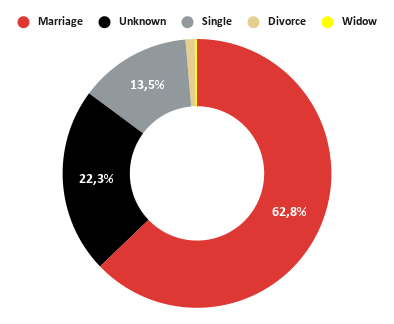 Marriage Unknown Single Divorce Widow
13,5%
22,3%
62,8%